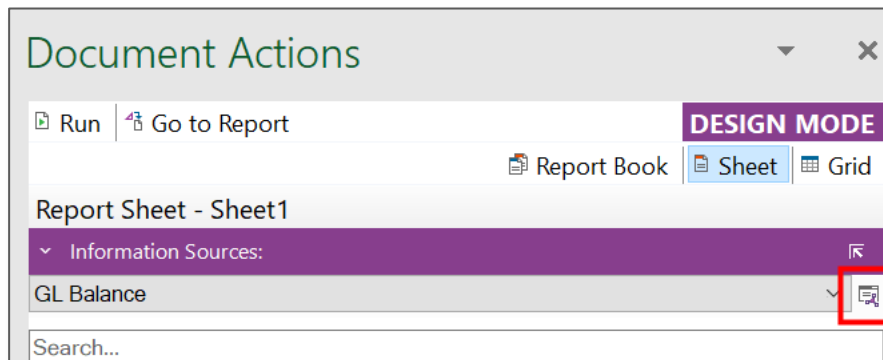 Document Actions
Run Go to Report DESIGN MODE
Report Book Sheet Grid
Report Sheet - Sheet1
Information Sources:
GL Balance
Search...